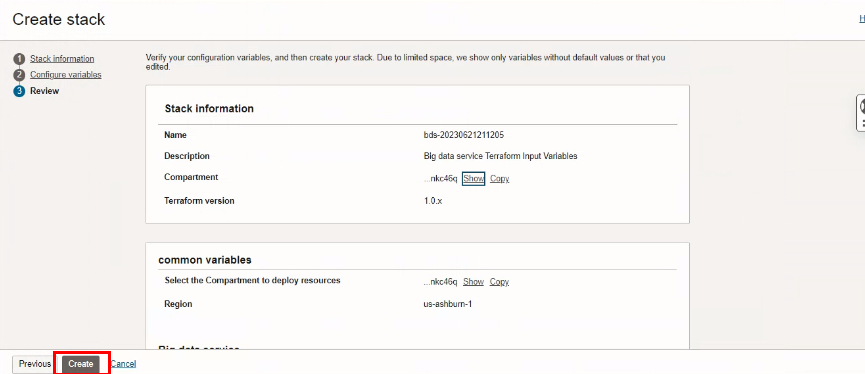 Create stack
H
1 Stack information
2 Configure variables
3 Review
Verify your configuration variables, and then create your stack. Due to limited space, we show only variables without default values or that you
edited.
Stack information
Name bds-20230621211205
Description Big data service Terraform Input Variables
Compartment ...nkc46q Show Copy
Terraform version 1.0.x
common variables
Select the Compartment to deploy resources ...nkc46q Show Copy
Region us-ashburn-1
Big data service
Previous Create Cancel